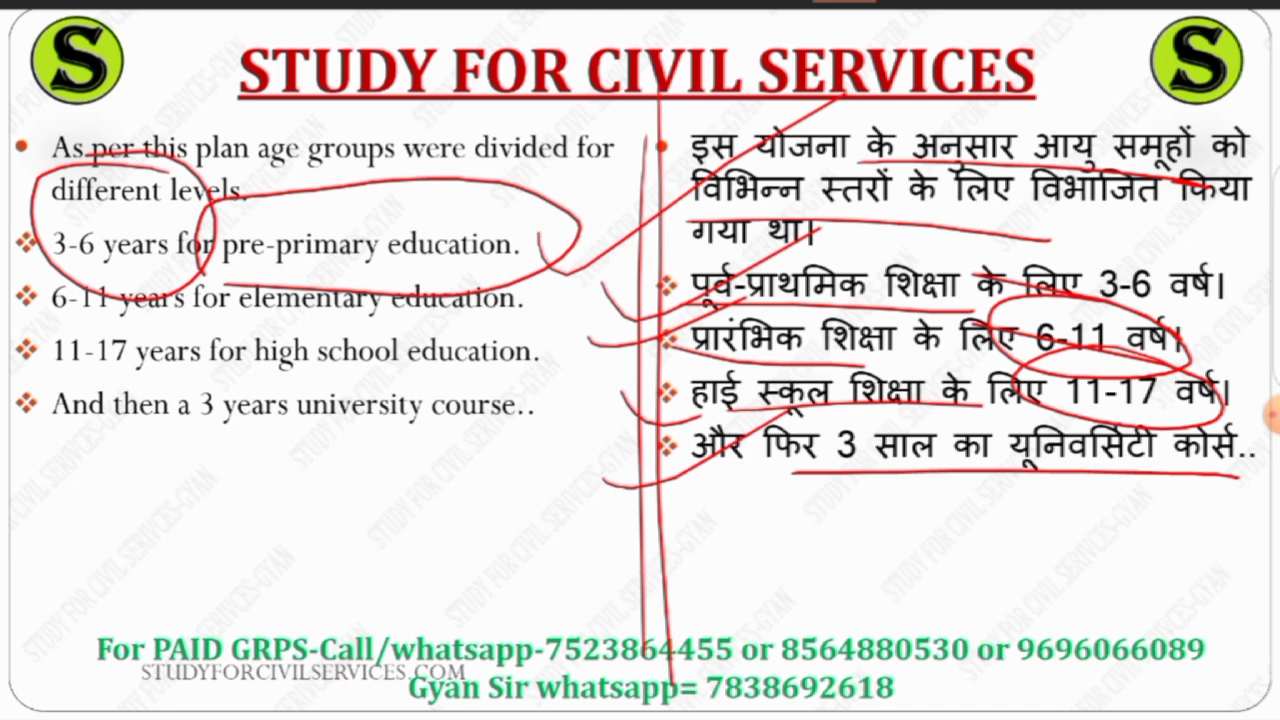 S
STUDY FOR CIVIL SERVICES
S
As per this plan age groups were divided for
different levels.
3-6 years for pre-primary education.
6-11 years for elementary education.
11-17 years for high school education.
And then a 3 years university course..
इस योजना के अनुसार आयु समूहों को
विभिन्न स्तरों के लिए विभाजित किया
गया था।
पूर्व-प्राथमिक शिक्षा के लिए 3-6 वर्ष।
प्रारंभिक शिक्षा के लिए 6-11 वर्ष।
हाई स्कूल शिक्षा के लिए 11-17 वर्ष।
और फिर 3 साल का यूनिवर्सिटी कोर्स..
For PAID GRPS-Call/whatsapp-7523864455 or 8564880530 or 9696066089
STUDYFORCIVILSERVICES.COM
Gyan Sir whatsapp= 7838692618